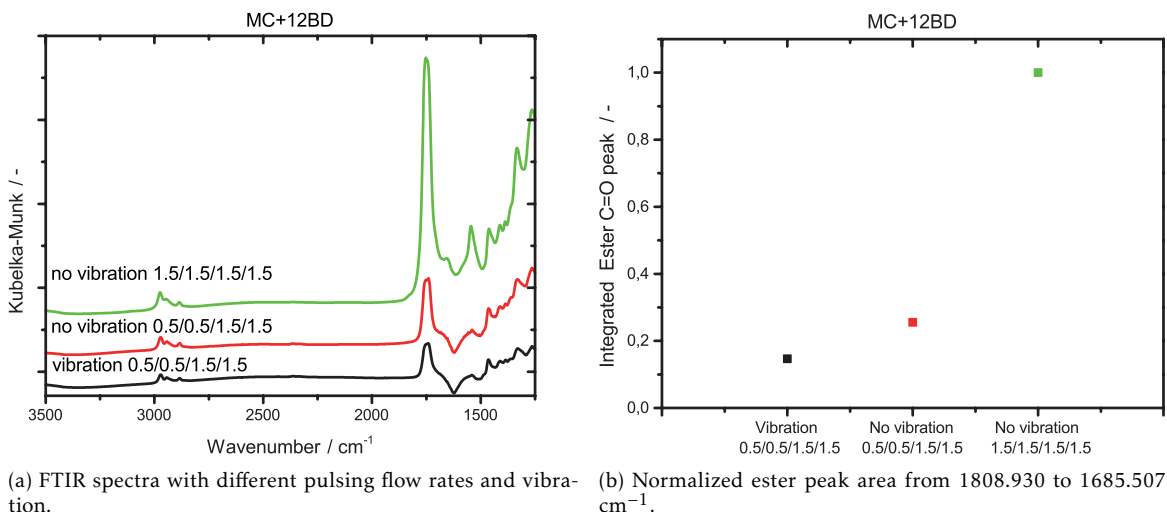 MC+12BD
Kubelka-Munk / -
no vibration 1.5/1.5/1.5/1.5
no vibration 0.5/0.5/1.5/1.5
vibration 0.5/0.5/1.5/1.5
3500 3000 2500 2000 1500
Wavenumber / cm⁻¹
(a) FTIR spectra with different pulsing flow rates and vibra-
tion.
MC+12BD
Integrated Ester C=O peak / -
1,0
0,8
0,6
0,4
0,2
0,0
Vibration
0.5/0.5/1.5/1.5
No vibration
0.5/0.5/1.5/1.5
No vibration
1.5/1.5/1.5/1.5
(b) Normalized ester peak area from 1808.930 to 1685.507
cm⁻¹.